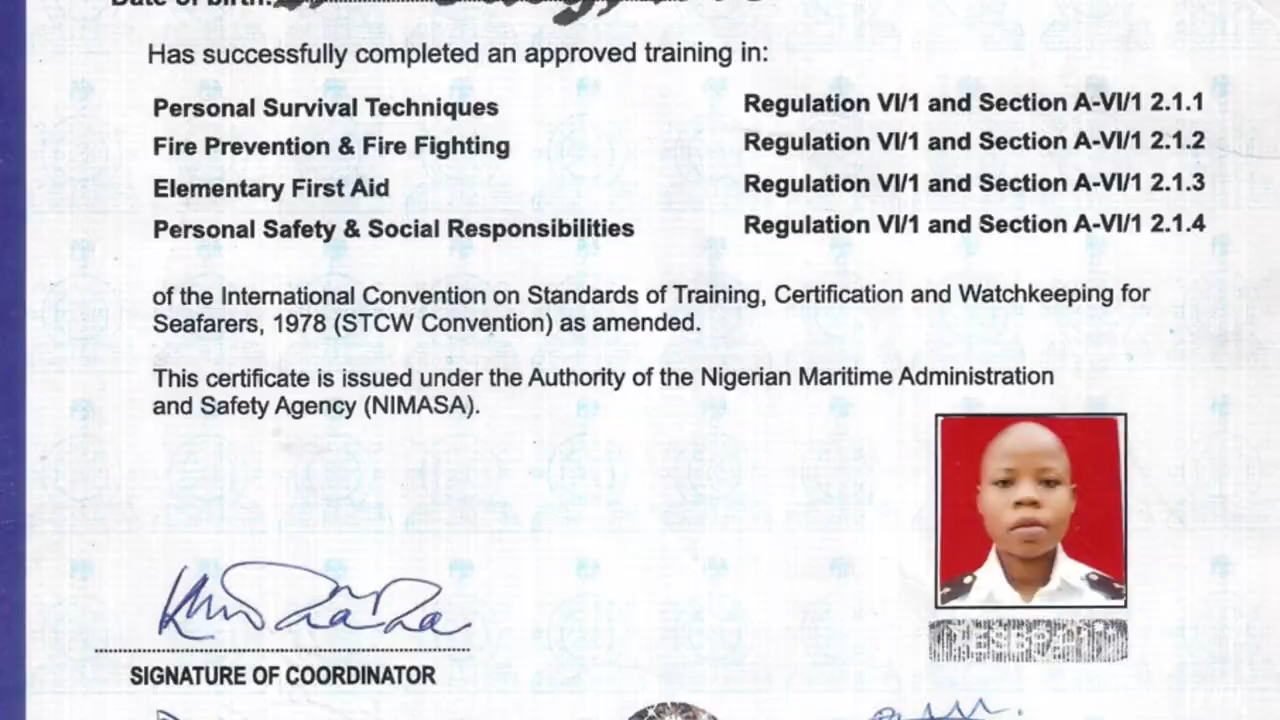 Date of birth:
Has successfully completed an approved training in:
Personal Survival Techniques Regulation VI/1 and Section A-VI/1 2.1.1
Fire Prevention & Fire Fighting Regulation VI/1 and Section A-VI/1 2.1.2
Elementary First Aid Regulation VI/1 and Section A-VI/1 2.1.3
Personal Safety & Social Responsibilities Regulation VI/1 and Section A-VI/1 2.1.4
of the International Convention on Standards of Training, Certification and Watchkeeping for
Seafarers, 1978 (STCW Convention) as amended.
This certificate is issued under the Authority of the Nigerian Maritime Administration
and Safety Agency (NIMASA).
SIGNATURE OF COORDINATOR